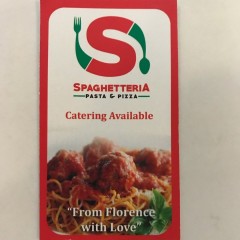 S
SPAGHETTERIA
PASTA & PIZZA
Catering Available
"From Florence
with Love"